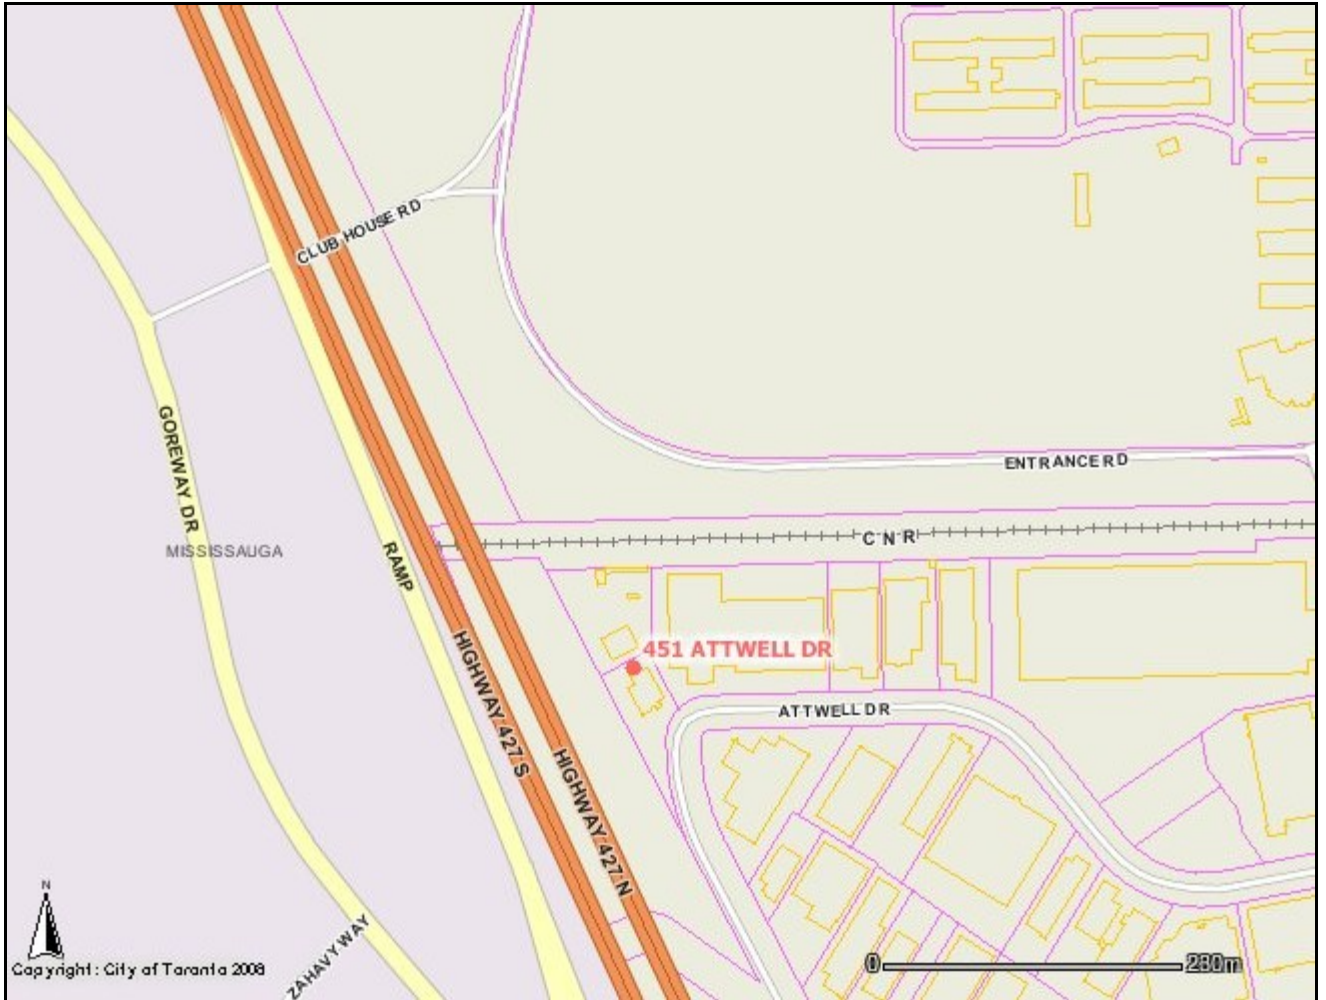 CLUB HOUSE RD
GOREWAY DR
ENTRANCE RD
C N R
MISSISSAUGA
RAMP
451 ATTWELL DR
HIGHWAY 427 S
ATTWELL DR
HIGHWAY 427 N
N
ZAHAVY WAY
Copyright: City of Toronto 2008
0 230m